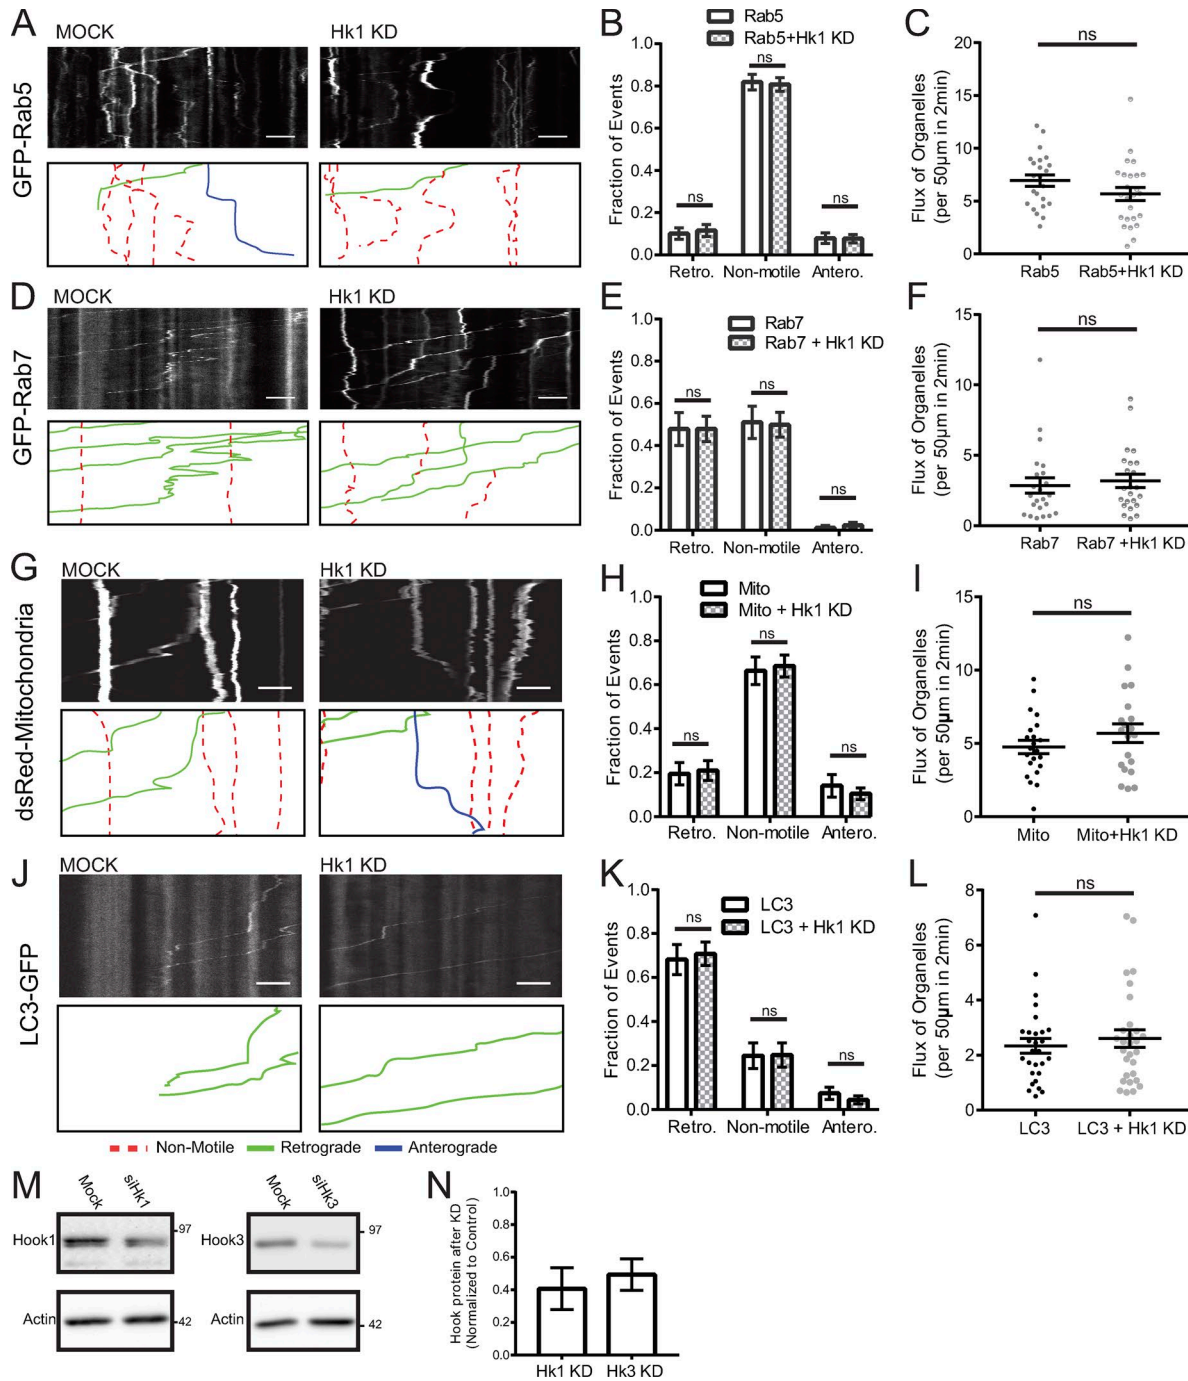 A
MOCK
Hk1 KD
GFP-Rab5
B
Rab5
Rab5+Hk1 KD
Fraction of Events
1.0
0.8
0.6
0.4
0.2
0.0
ns
ns
ns
Retro.
Non-motile
Antero.
C
Flux of Organelles
(per 50μm in 2min)
20
15
10
5
0
ns
Rab5
Rab5+Hk1 KD
D
MOCK
Hk1 KD
GFP-Rab7
E
Rab7
Rab7 + Hk1 KD
Fraction of Events
1.0
0.8
0.6
0.4
0.2
0.0
ns
ns
ns
Retro.
Non-motile
Antero.
F
Flux of Organelles
(per 50μm in 2min)
15
10
5
0
ns
Rab7
Rab7 +Hk1 KD
G
MOCK
Hk1 KD
dsRed-Mitochondria
H
Mito
Mito + Hk1 KD
Fraction of Events
1.0
0.8
0.6
0.4
0.2
0.0
ns
ns
ns
Retro.
Non-motile
Antero.
I
Flux of Organelles
(per 50μm in 2min)
15
10
5
0
ns
Mito
Mito+Hk1 KD
J
MOCK
Hk1 KD
LC3-GFP
K
LC3
LC3 + Hk1 KD
Fraction of Events
1.0
0.8
0.6
0.4
0.2
0.0
ns
ns
ns
Retro.
Non-motile
Antero.
L
Flux of Organelles
(per 50μm in 2min)
8
6
4
2
0
ns
LC3
LC3 + Hk1 KD
Non-Motile
Retrograde
Anterograde
M
Mock
siHk1
Hook1
97
Actin
42
Mock
siHk3
Hook3
97
Actin
42
N
Hook protein after KD
(Normalized to Control)
1.0
0.8
0.6
0.4
0.2
0.0
Hk1 KD
Hk3 KD